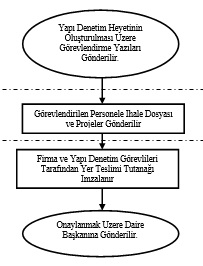 Yapı Denetim Heyetinin
Oluşturulması Üzere
Görevlendirme Yazıları
Gönderilir.
Görevlendirilen Personele İhale Dosyası
ve Projeler Gönderilir
Firma ve Yapı Denetim Görevlileri
Tarafından Yer Teslimi Tutanağı
İmzalanır
Onaylanmak Üzere Daire
Başkanına Gönderilir.